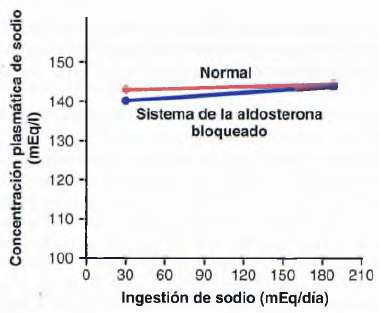 Concentración plasmática de sodio
(mEq/l)
150
140
130
120
110
100
Normal
Sistema de la aldosterona
bloqueado
0 30 60 90 120 150 180 210
Ingestión de sodio (mEq/día)